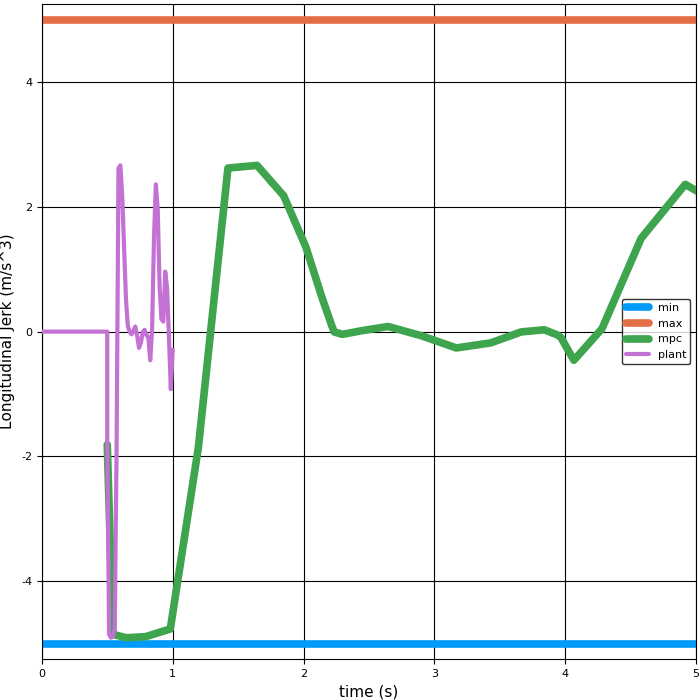 Longitudinal Jerk (m/s^3)
4
2
0
-2
-4
0 1 2 3 4 5
time (s)
min
max
mpc
plant